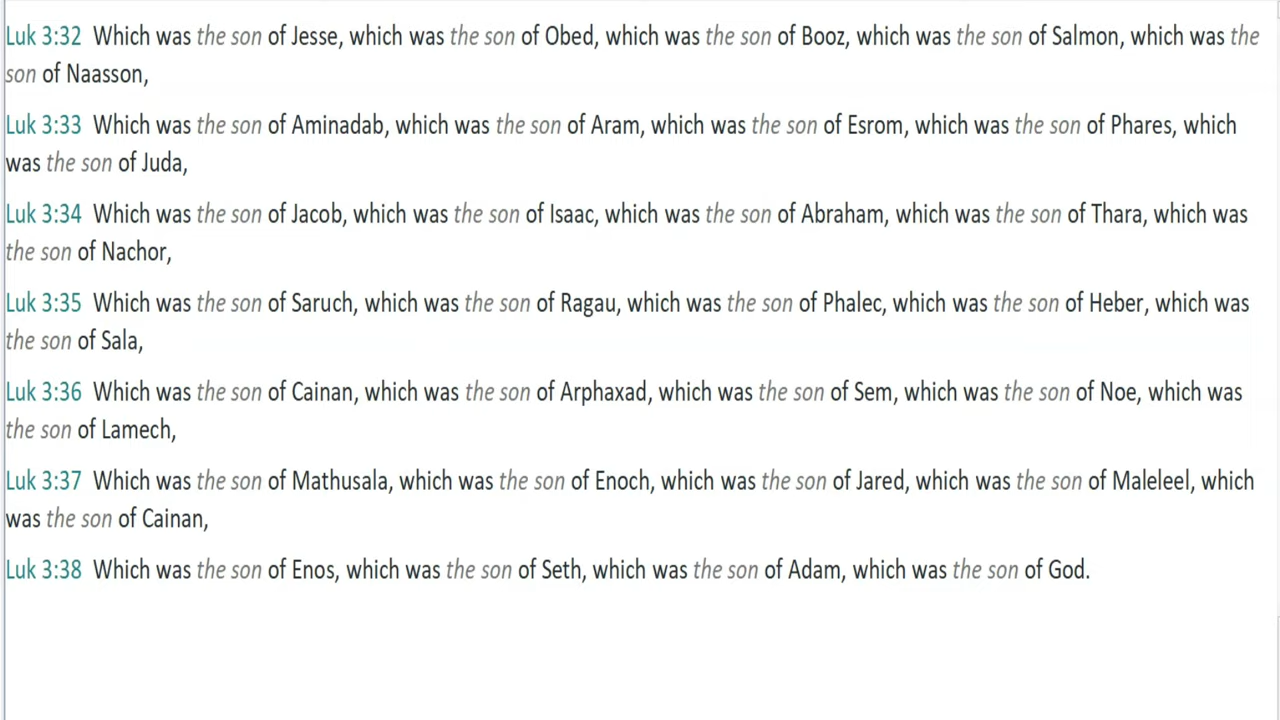 Luk 3:32 Which was the son of Jesse, which was the son of Obed, which was the son of Booz, which was the son of Salmon, which was the
son of Naasson,
Luk 3:33 Which was the son of Aminadab, which was the son of Aram, which was the son of Esrom, which was the son of Phares, which
was the son of Juda,
Luk 3:34 Which was the son of Jacob, which was the son of Isaac, which was the son of Abraham, which was the son of Thara, which was
the son of Nachor,
Luk 3:35 Which was the son of Saruch, which was the son of Ragau, which was the son of Phalec, which was the son of Heber, which was
the son of Sala,
Luk 3:36 Which was the son of Cainan, which was the son of Arphaxad, which was the son of Sem, which was the son of Noe, which was
the son of Lamech,
Luk 3:37 Which was the son of Mathusala, which was the son of Enoch, which was the son of Jared, which was the son of Maleleel, which
was the son of Cainan,
Luk 3:38 Which was the son of Enos, which was the son of Seth, which was the son of Adam, which was the son of God.